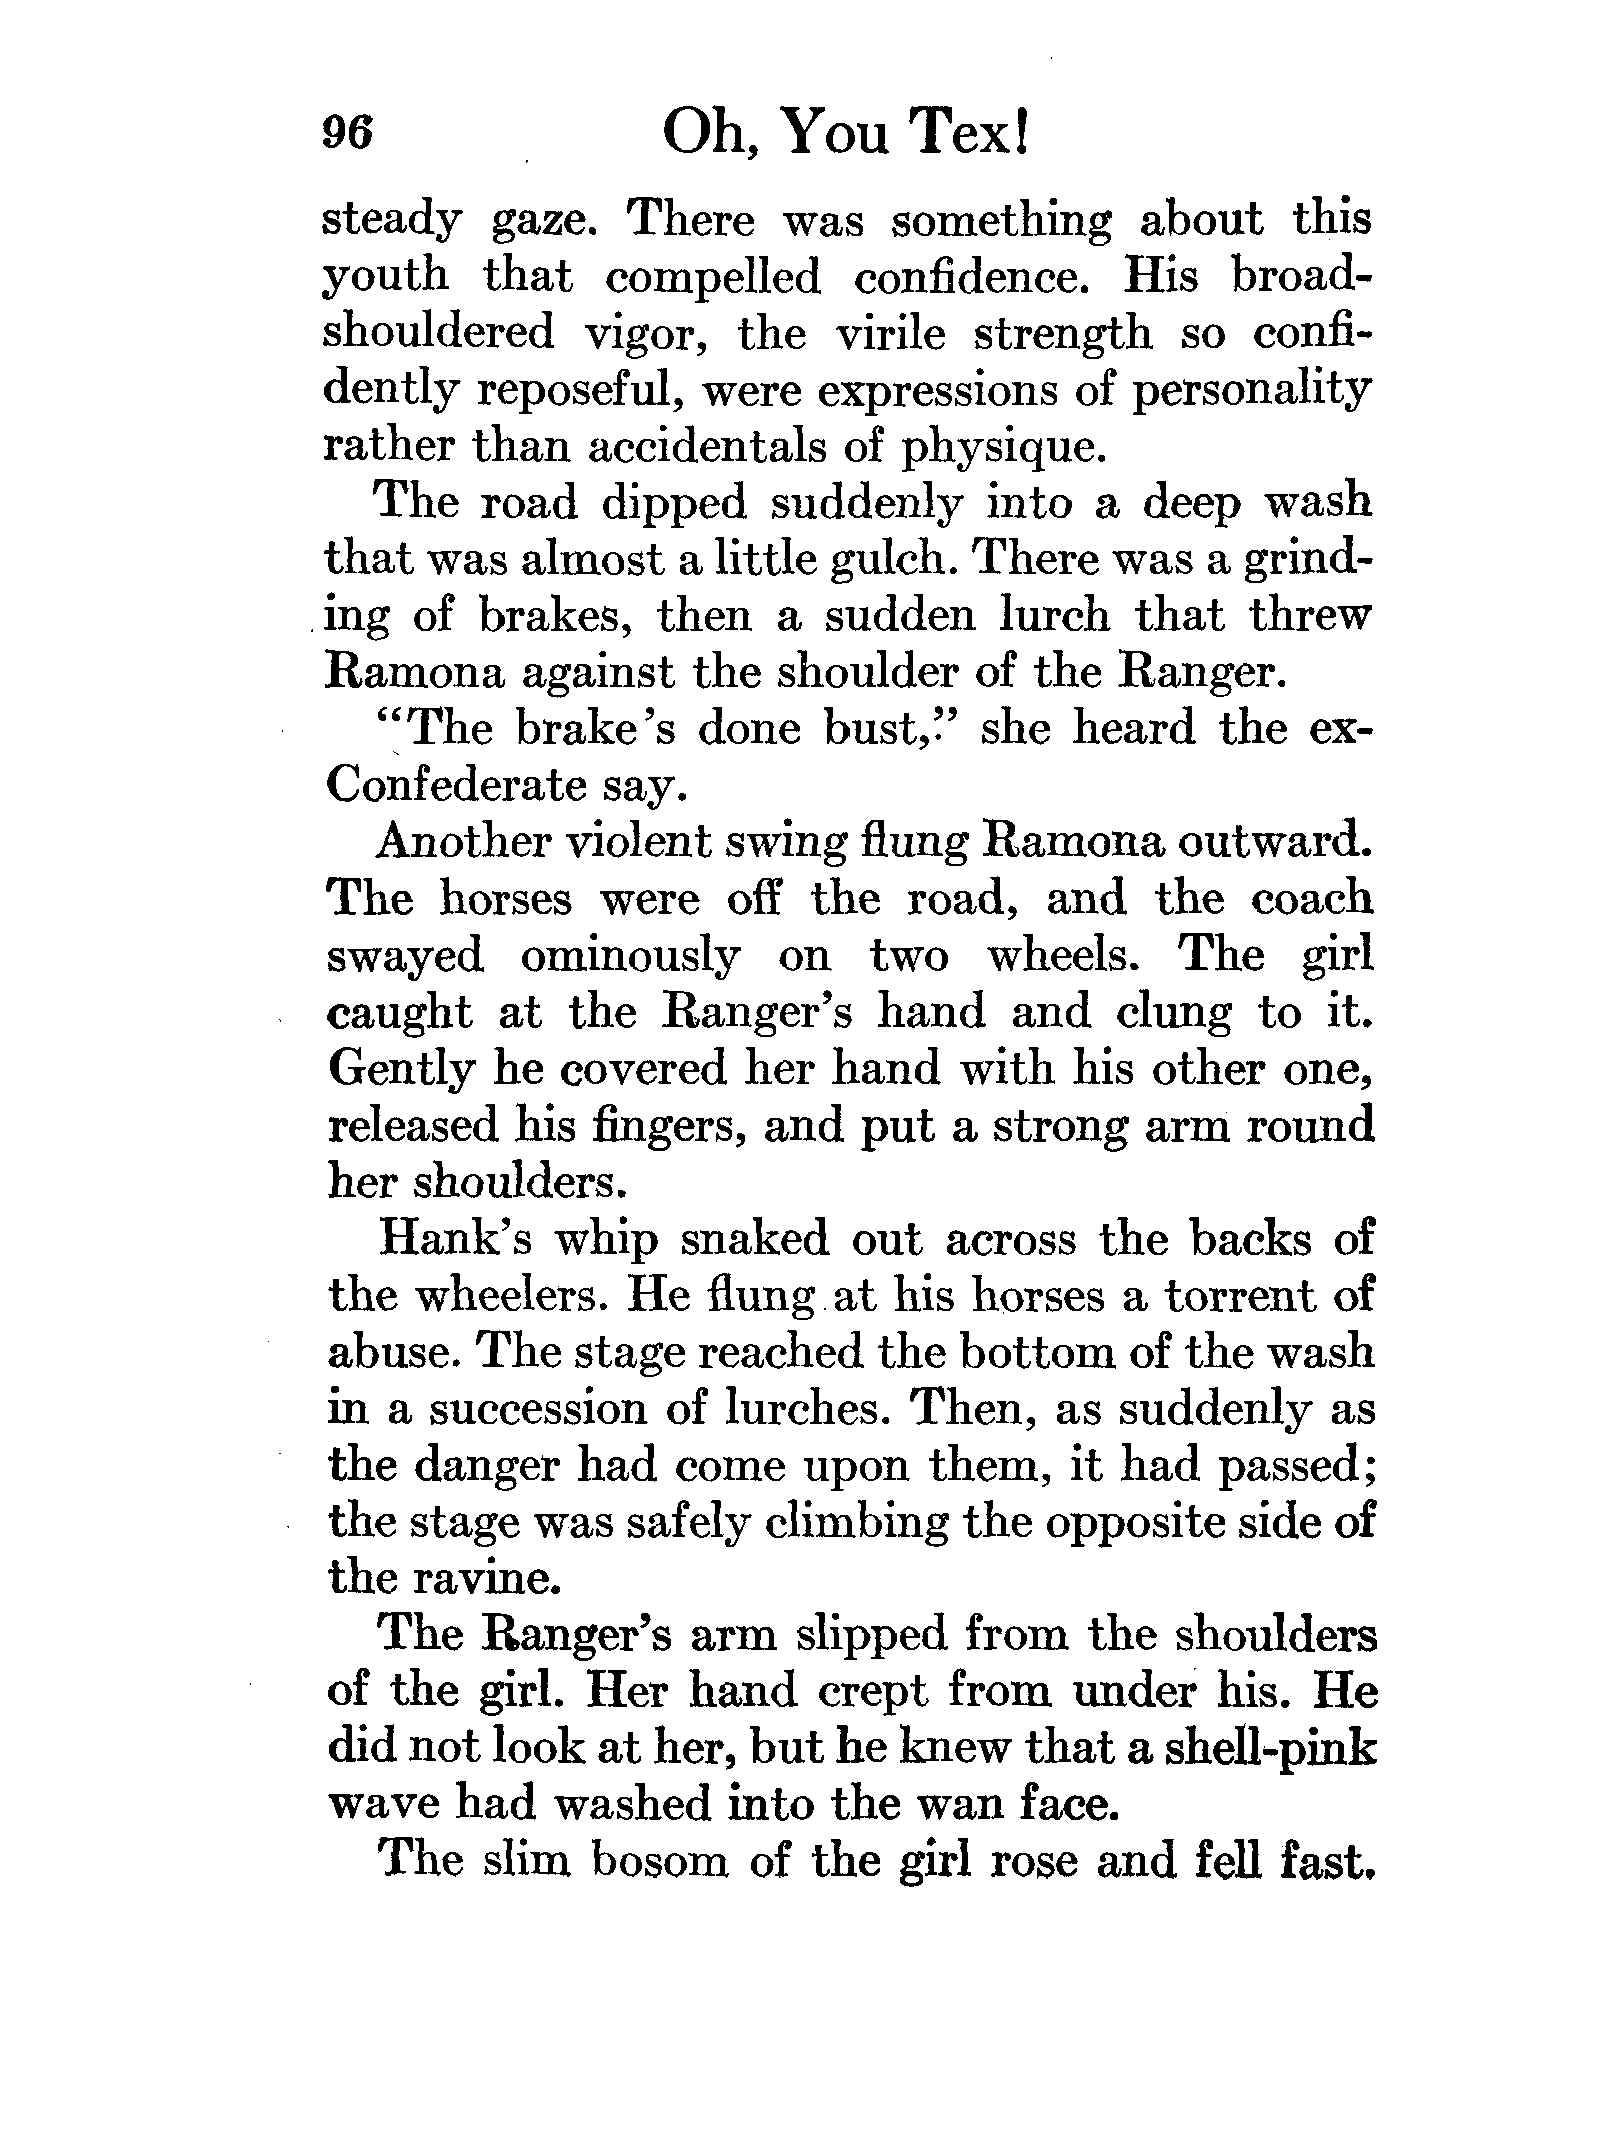 96 Oh, You Tex!
steady gaze. There was something about this
youth that compelled confidence. His broad-
shouldered vigor, the virile strength so confi-
dently reposeful, were expressions of personality
rather than accidentals of physique.
The road dipped suddenly into a deep wash
that was almost a little gulch. There was a grind-
ing of brakes, then a sudden lurch that threw
Ramona against the shoulder of the Ranger.
“The brake's done bust,” she heard the ex-
Confederate say.
Another violent swing flung Ramona outward.
The horses were off the road, and the coach
swayed ominously on two wheels. The girl
caught at the Ranger's hand and clung to it.
Gently he covered her hand with his other one,
released his fingers, and put a strong arm round
her shoulders.
Hank's whip snaked out across the backs of
the wheelers. He flung at his horses a torrent of
abuse. The stage reached the bottom of the wash
in a succession of lurches. Then, as suddenly as
the danger had come upon them, it had passed;
the stage was safely climbing the opposite side of
the ravine.
The Ranger's arm slipped from the shoulders
of the girl. Her hand crept from under his. He
did not look at her, but he knew that a shell-pink
wave had washed into the wan face.
The slim bosom of the girl rose and fell fast.